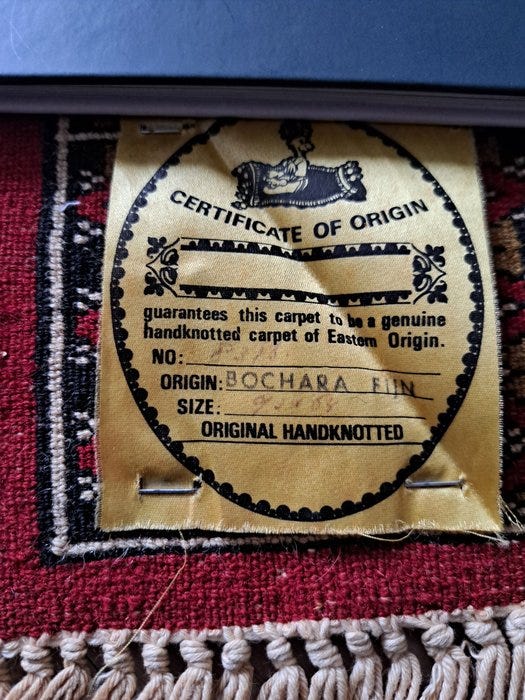 CERTIFICATE OF ORIGIN
guarantees this carpet to be a genuine
handknotted carpet of Eastern Origin.
NO:
ORIGIN: BOCHARA FIJN
SIZE:
ORIGINAL HANDKNOTTED